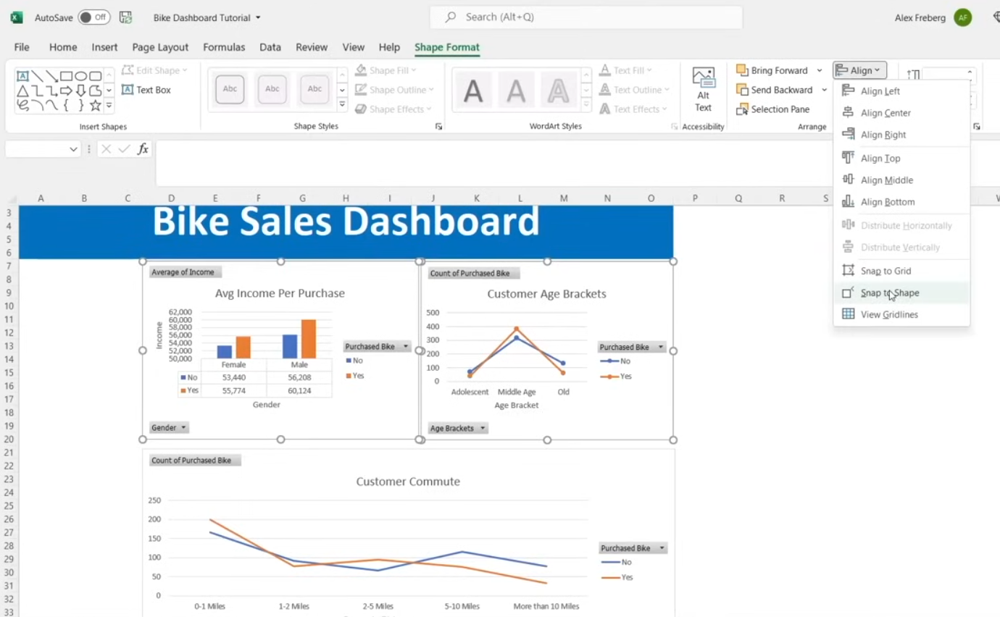 AutoSave Off Bike Dashboard Tutorial Search (Alt+Q) Alex Freberg AF
File Home Insert Page Layout Formulas Data Review View Help Shape Format
Edit Shape
Text Box
Insert Shapes
Abc Abc Abc
Shape Fill
Shape Outline
Shape Effects
Shape Styles
A A A
Text Fill
Text Outline
Text Effects
WordArt Styles
Alt
Text
Accessibility
Bring Forward
Send Backward
Selection Pane
Arrange
Align
Align Left
Align Center
Align Right
Align Top
Align Middle
Align Bottom
Distribute Horizontally
Distribute Vertically
Snap to Grid
Snap to Shape
View Gridlines
fx
A B C D E F G H I J K L M N O P Q R S
3
4
5
6
7
8
9
10
11
12
13
14
15
16
17
18
19
20
21
22
23
24
25
26
27
28
29
30
31
32
33
Bike Sales Dashboard
Average of Income
Avg Income Per Purchase
Income
62,000
60,000
58,000
56,000
54,000
52,000
50,000
Female Male
No 53,440 56,208
Yes 55,774 60,124
Gender
Purchased Bike
No
Yes
Gender
Count of Purchased Bike
Customer Age Brackets
500
400
300
200
100
0
Adolescent Middle Age Old
Age Bracket
Purchased Bike
No
Yes
Age Brackets
Count of Purchased Bike
Customer Commute
250
200
150
100
50
0
0-1 Miles 1-2 Miles 2-5 Miles 5-10 Miles More than 10 Miles
Purchased Bike
No
Yes